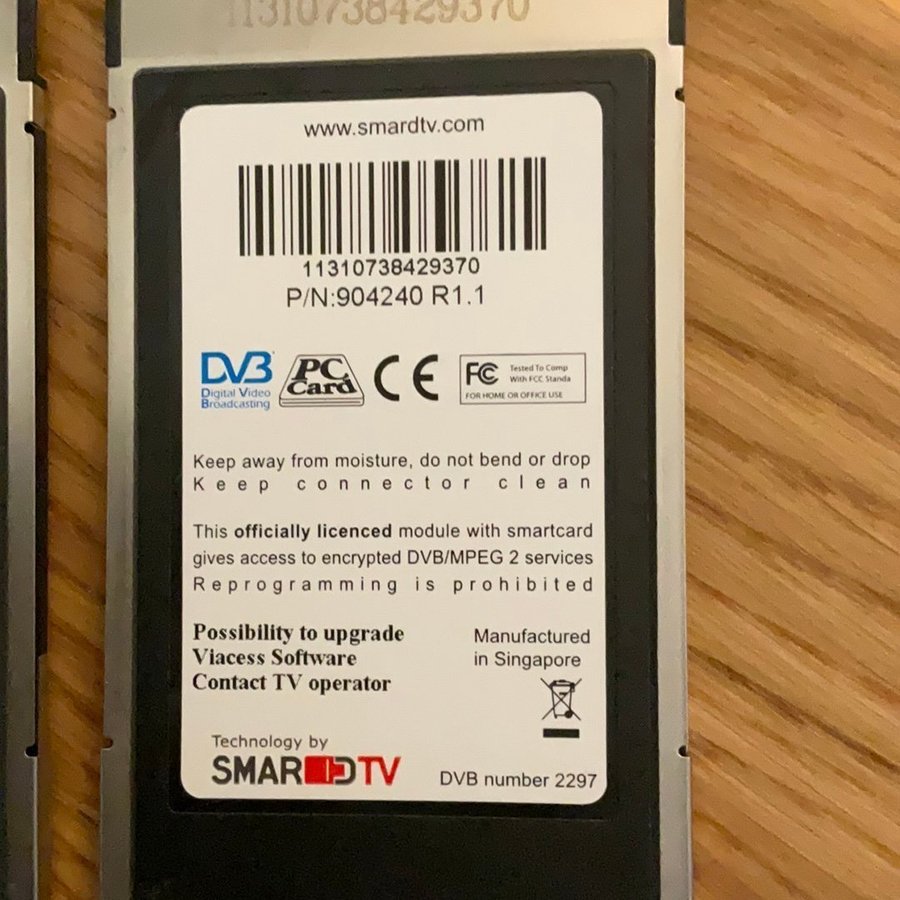 11310738429370
www.smardtv.com
11310738429370
P/N:904240 R1.1
DVB
Digital Video
Broadcasting
PC
Card
CE
FC Tested To Comp
With FCC Standa
FOR HOME OR OFFICE USE
Keep away from moisture, do not bend or drop
Keep connector clean
This officially licenced module with smartcard
gives access to encrypted DVB/MPEG 2 services
Reprogramming is prohibited
Possibility to upgrade
Viacess Software
Contact TV operator
Manufactured
in Singapore
Technology by
SMARDTV
DVB number 2297